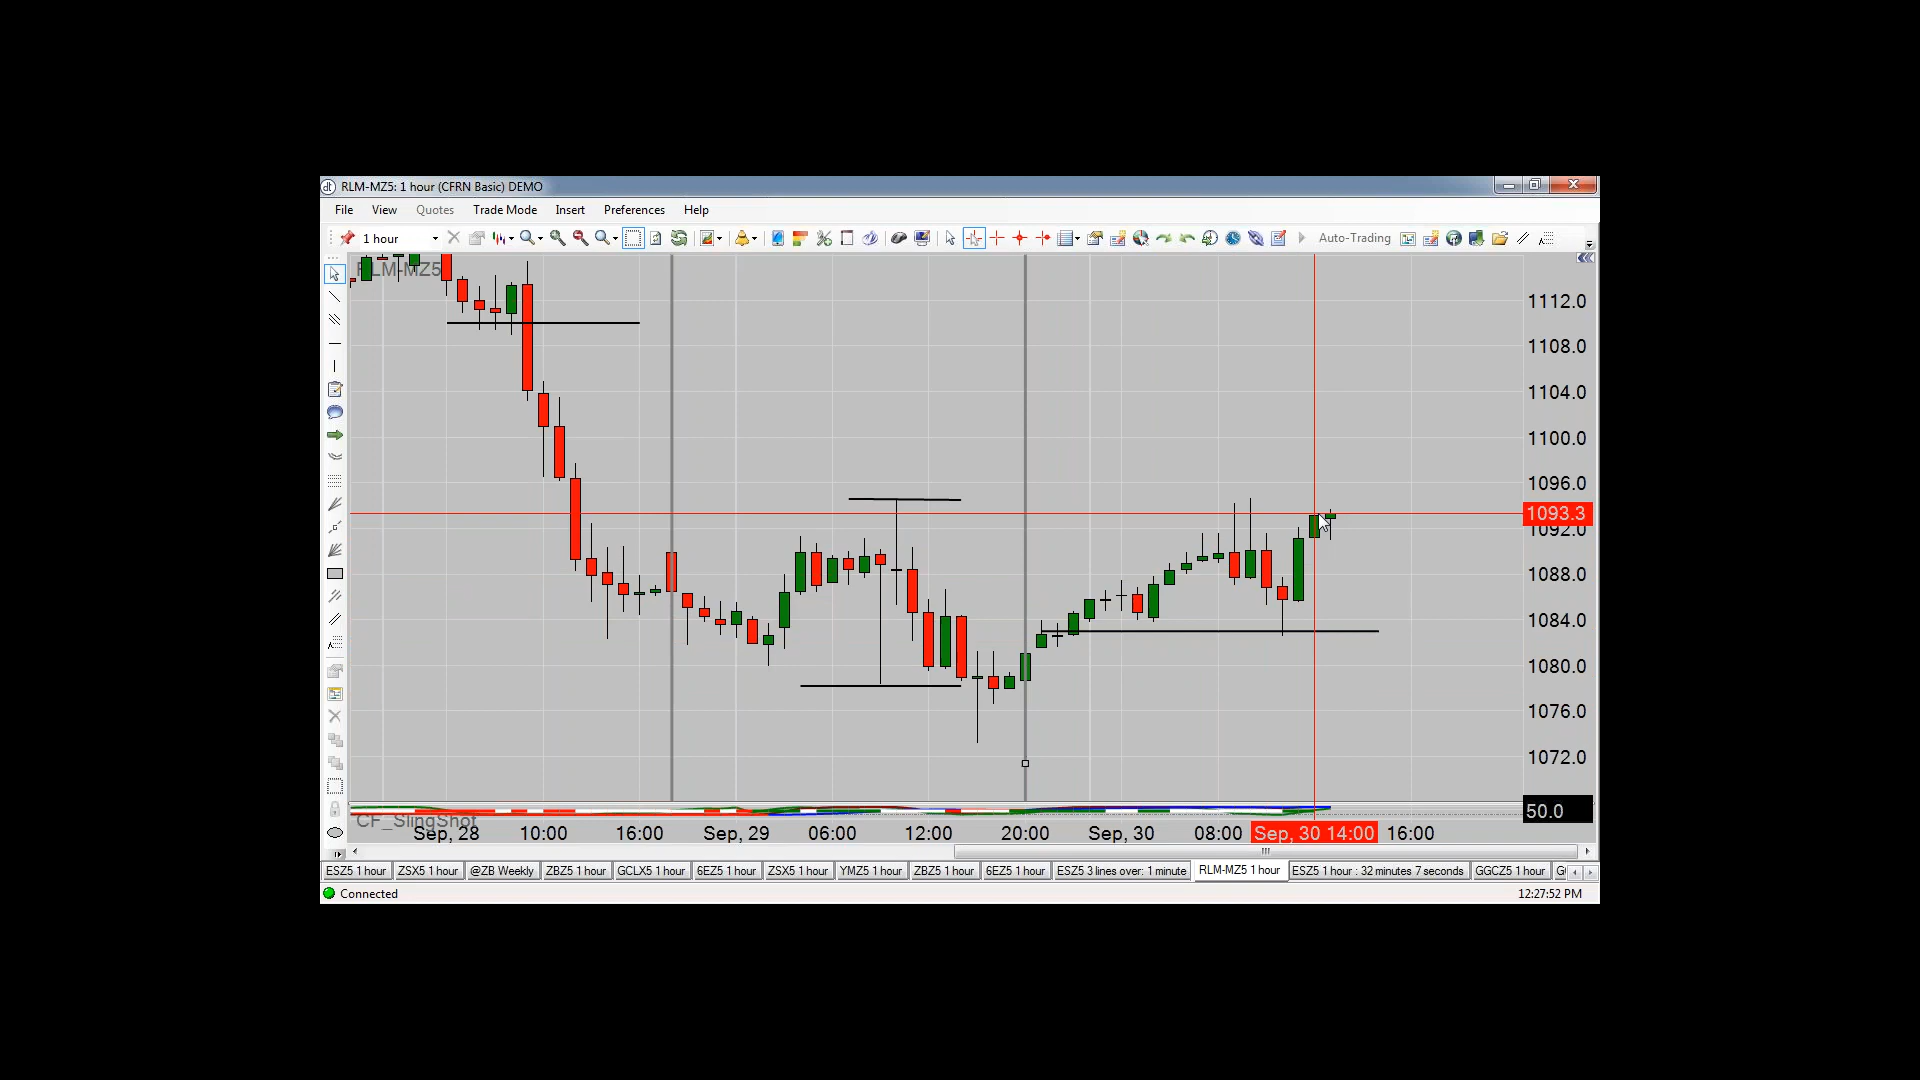 RLM-MZ5: 1 hour (CFRN Basic) DEMO
File View Quotes Trade Mode Insert Preferences Help
1 hour Auto-Trading
RLM-MZ5
1112.0
1108.0
1104.0
1100.0
1096.0
1093.3
1092.0
1088.0
1084.0
1080.0
1076.0
1072.0
50.0
CF_SlingShot
Sep, 28 10:00 16:00 Sep, 29 06:00 12:00 20:00 Sep, 30 08:00 Sep, 30 14:00 16:00
ESZ5 1 hour ZSX5 1 hour @ZB Weekly ZBZ5 1 hour GCLX5 1 hour 6EZ5 1 hour ZSX5 1 hour YMZ5 1 hour ZBZ5 1 hour 6EZ5 1 hour ESZ5 3 lines over: 1 minute RLM-MZ5 1 hour ESZ5 1 hour : 32 minutes 7 seconds GGCZ5 1 hour
Connected 12:27:52 PM